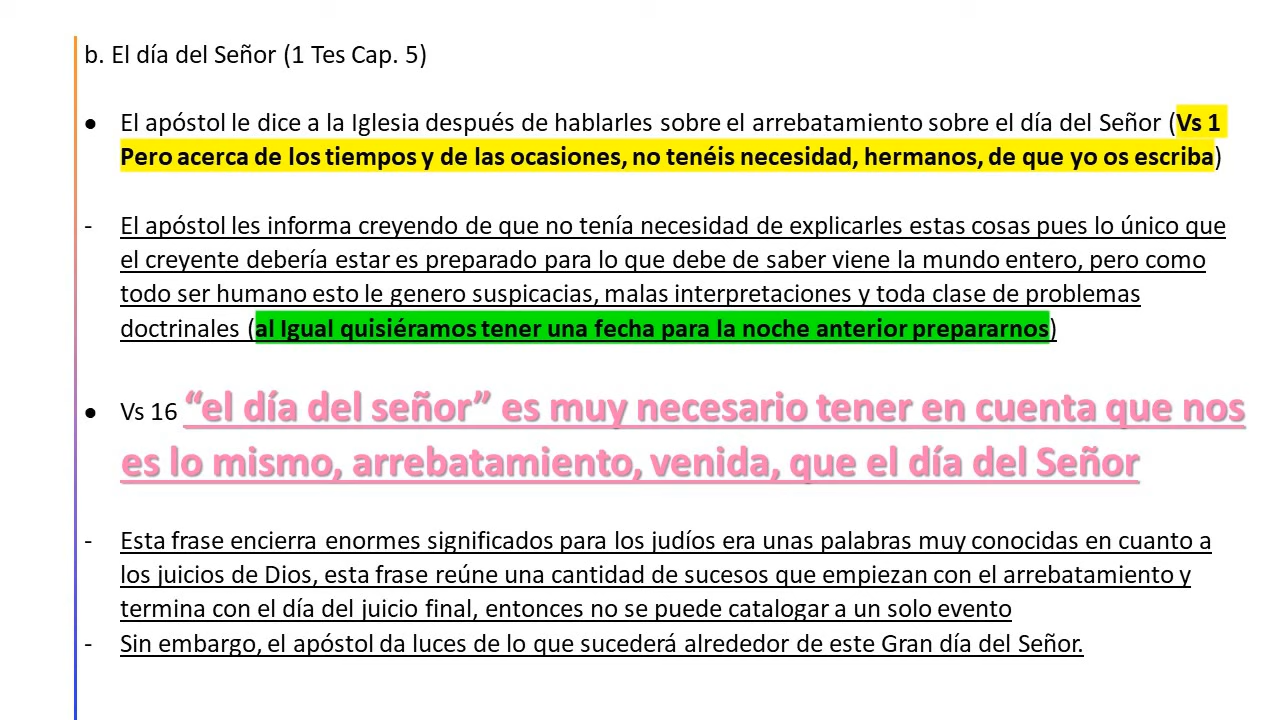 b. El día del Señor (1 Tes Cap. 5)
● El apóstol le dice a la Iglesia después de hablarles sobre el arrebatamiento sobre el día del Señor (Vs 1
Pero acerca de los tiempos y de las ocasiones, no tenéis necesidad, hermanos, de que yo os escriba)
- El apóstol les informa creyendo de que no tenía necesidad de explicarles estas cosas pues lo único que
el creyente debería estar es preparado para lo que debe de saber viene la mundo entero, pero como
todo ser humano esto le genero suspicacias, malas interpretaciones y toda clase de problemas
doctrinales (al Igual quisiéramos tener una fecha para la noche anterior prepararnos)
● Vs 16 “el día del señor” es muy necesario tener en cuenta que nos
es lo mismo, arrebatamiento, venida, que el día del Señor
- Esta frase encierra enormes significados para los judíos era unas palabras muy conocidas en cuanto a
los juicios de Dios, esta frase reúne una cantidad de sucesos que empiezan con el arrebatamiento y
termina con el día del juicio final, entonces no se puede catalogar a un solo evento
- Sin embargo, el apóstol da luces de lo que sucederá alrededor de este Gran día del Señor.